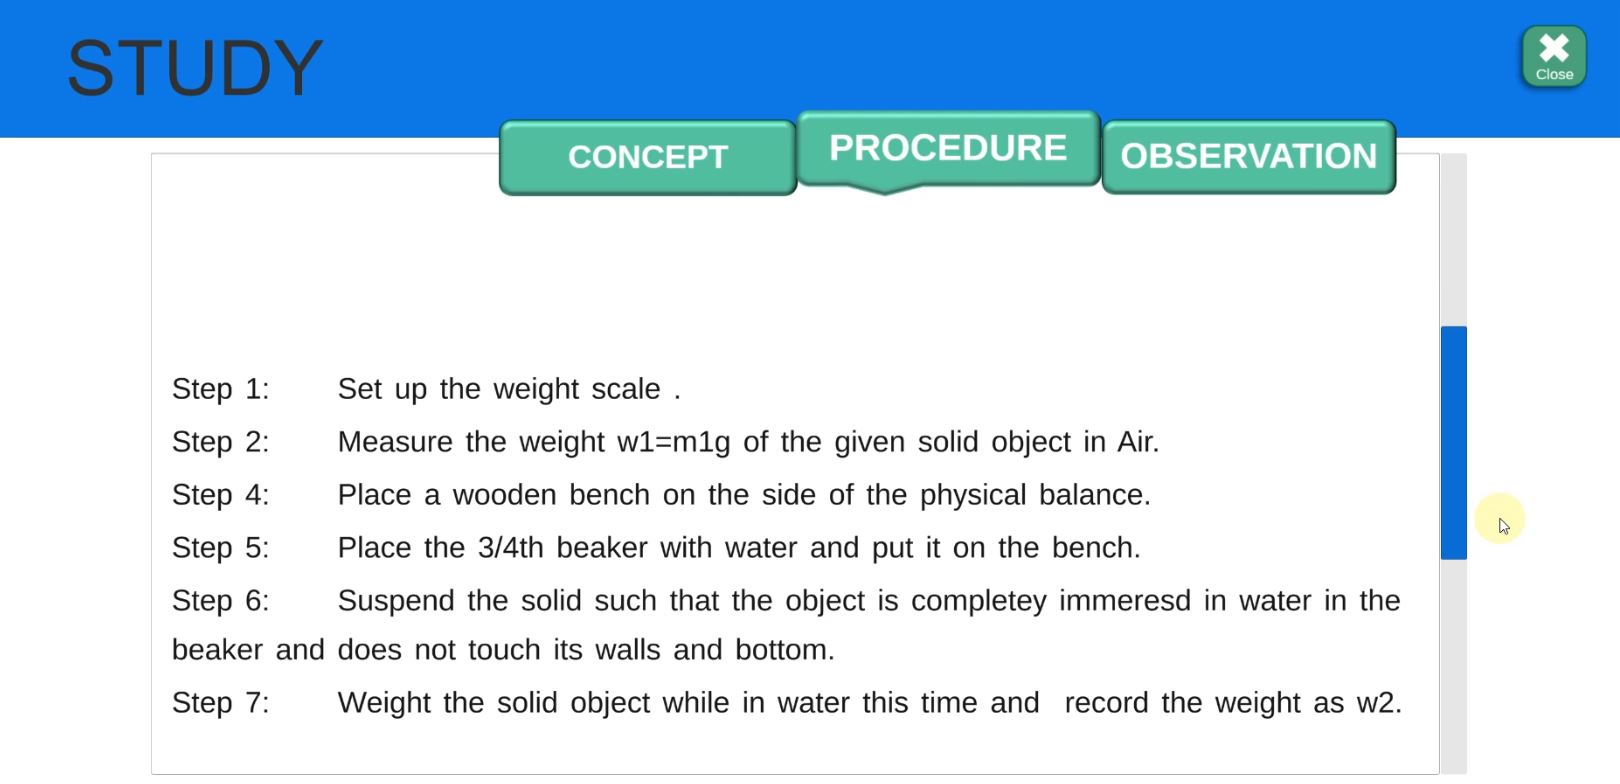 STUDY
Close
CONCEPT
PROCEDURE
OBSERVATION
Step 1: Set up the weight scale .
Step 2: Measure the weight w1=m1g of the given solid object in Air.
Step 4: Place a wooden bench on the side of the physical balance.
Step 5: Place the 3/4th beaker with water and put it on the bench.
Step 6: Suspend the solid such that the object is completey immeresd in water in the
beaker and does not touch its walls and bottom.
Step 7: Weight the solid object while in water this time and record the weight as w2.